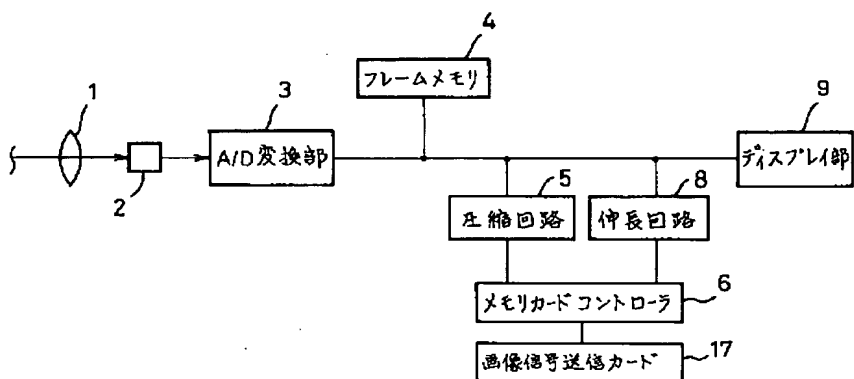 4
フレームメモリ
1
3
9
A/D変換部
ディスプレイ部
2
5
8
圧縮回路
伸長回路
6
メモリカードコントローラ
画像信号送信カード
17